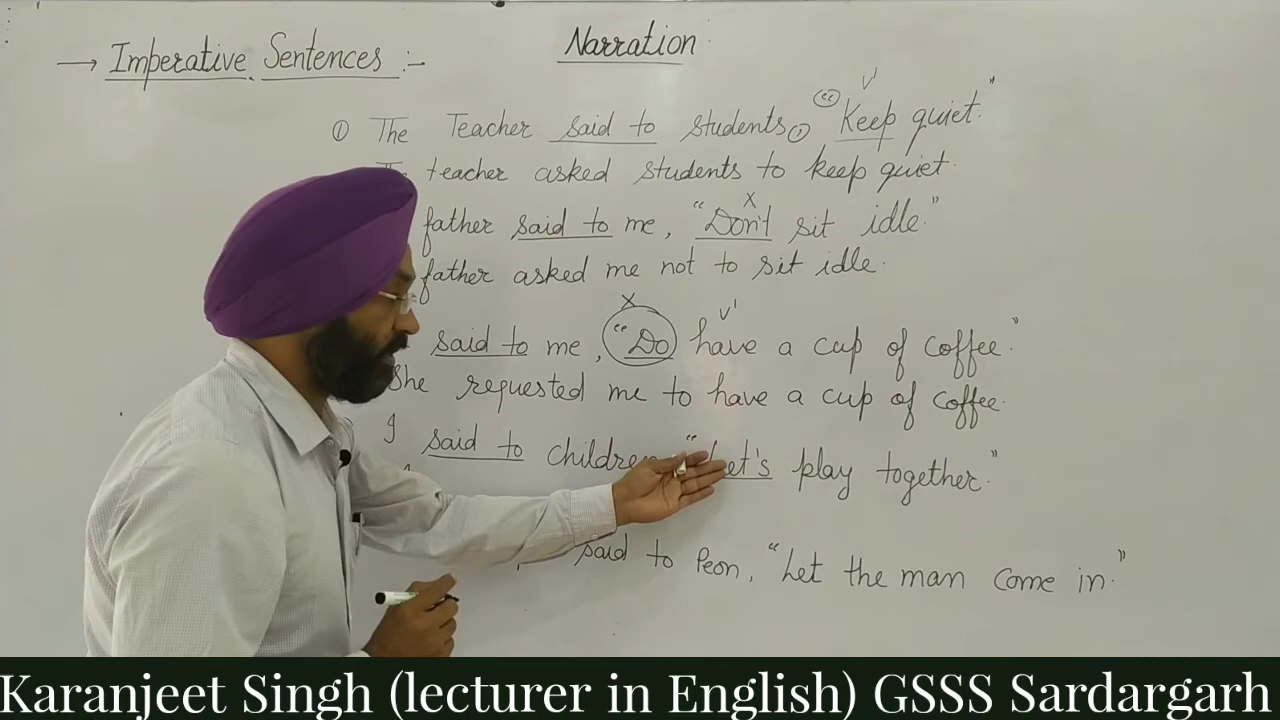 Narration
→ Imperative Sentences :-
① The Teacher said to students, "Keep quiet."
teacher asked students to keep quiet.
father said to me, "Don't sit idle."
father asked me not to sit idle.
said to me, "Do have a cup of coffee."
She requested me to have a cup of coffee.
I said to children "Let's play together."
said to Peon, "Let the man come in."
Karanjeet Singh (lecturer in English) GSSS Sardargarh